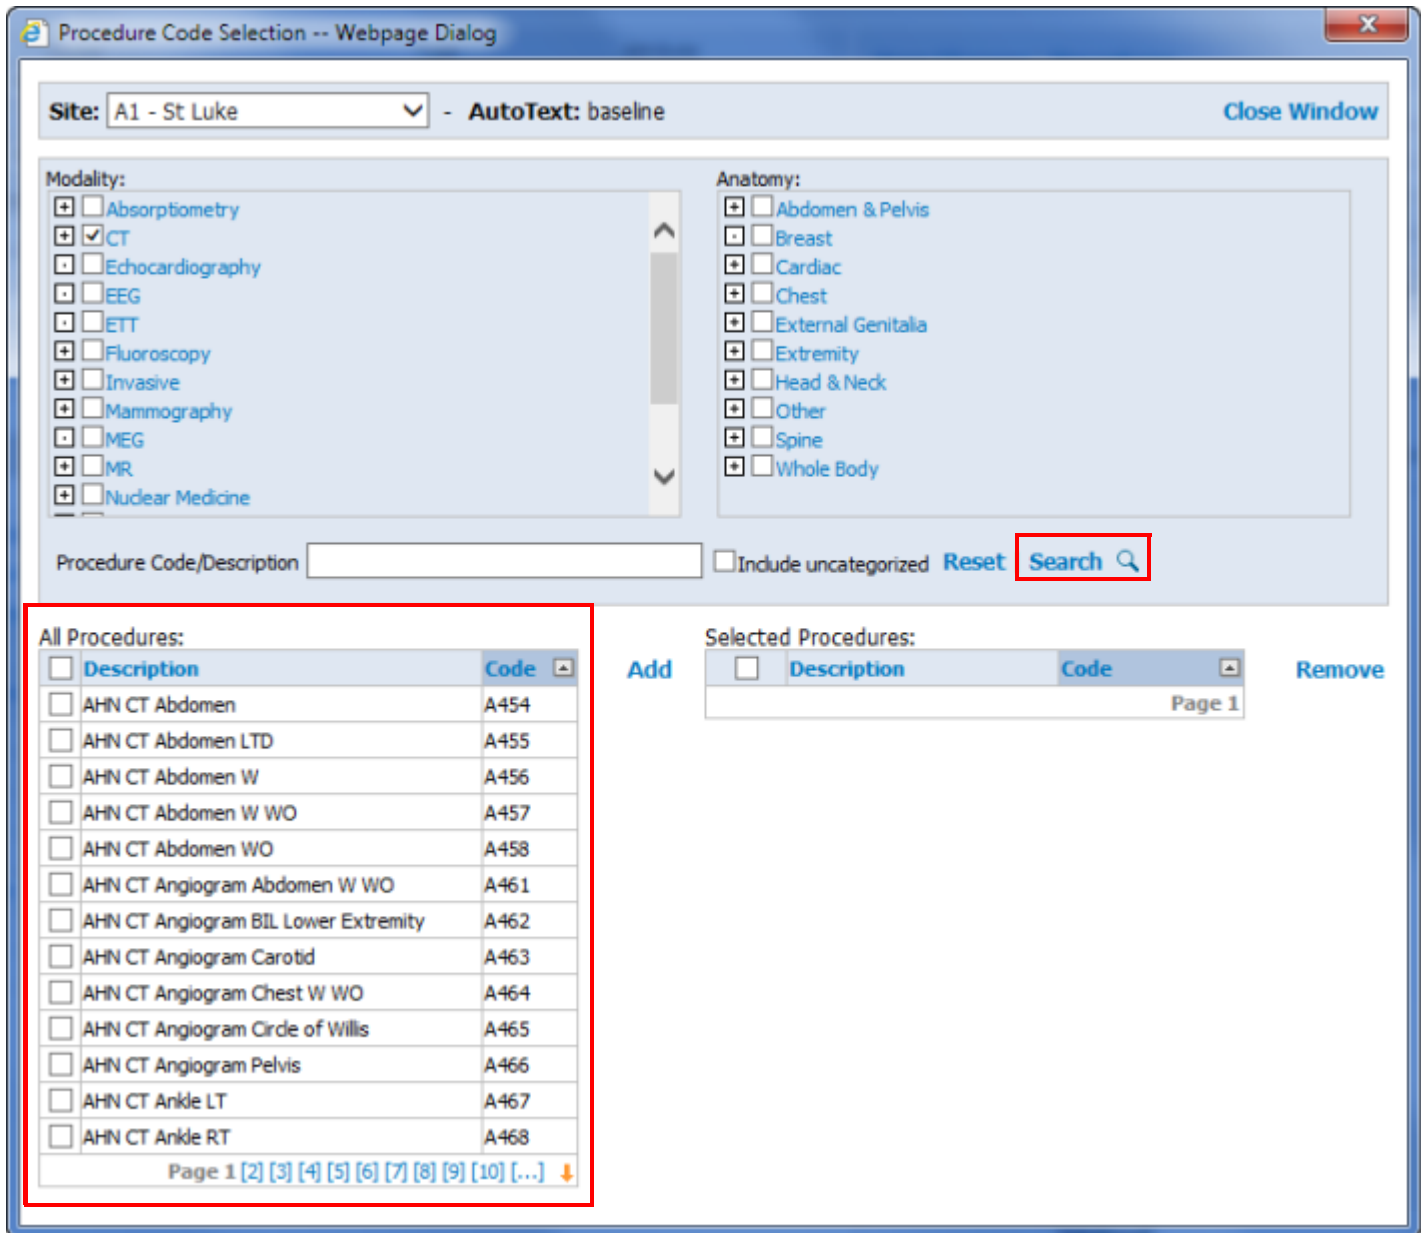 Procedure Code Selection -- Webpage Dialog
Site: A1 - St Luke - AutoText: baseline Close Window
Modality:
Absorptiometry
CT
Echocardiography
EEG
ETT
Fluoroscopy
Invasive
Mammography
MEG
MR
Nuclear Medicine
Anatomy:
Abdomen & Pelvis
Breast
Cardiac
Chest
External Genitalia
Extremity
Head & Neck
Other
Spine
Whole Body
Procedure Code/Description Include uncategorized Reset Search
All Procedures:
Description Code
AHN CT Abdomen A454
AHN CT Abdomen LTD A455
AHN CT Abdomen W A456
AHN CT Abdomen W WO A457
AHN CT Abdomen WO A458
AHN CT Angiogram Abdomen W WO A461
AHN CT Angiogram BIL Lower Extremity A462
AHN CT Angiogram Carotid A463
AHN CT Angiogram Chest W WO A464
AHN CT Angiogram Circle of Willis A465
AHN CT Angiogram Pelvis A466
AHN CT Ankle LT A467
AHN CT Ankle RT A468
Page 1 [2] [3] [4] [5] [6] [7] [8] [9] [10] [...]
Add
Selected Procedures:
Description Code
Page 1
Remove